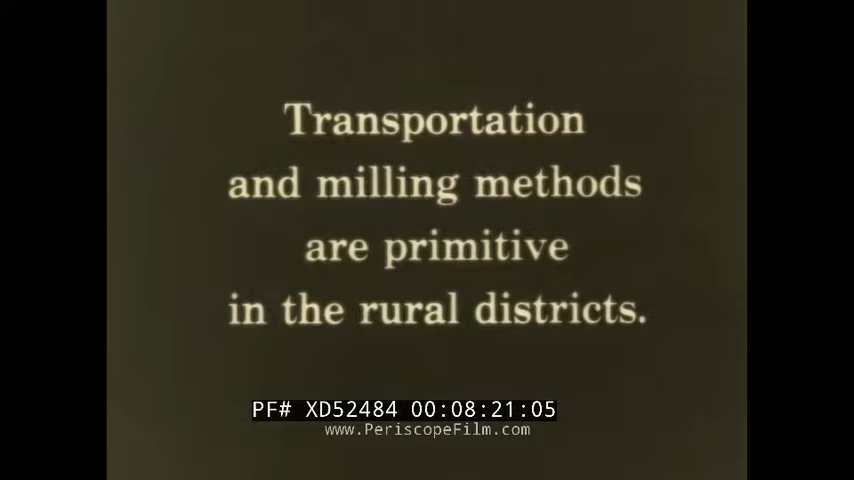 Transportation
and milling methods
are primitive
in the rural districts.
PF# XD52484 00:08:21:05
www.PeriscopeFilm.com